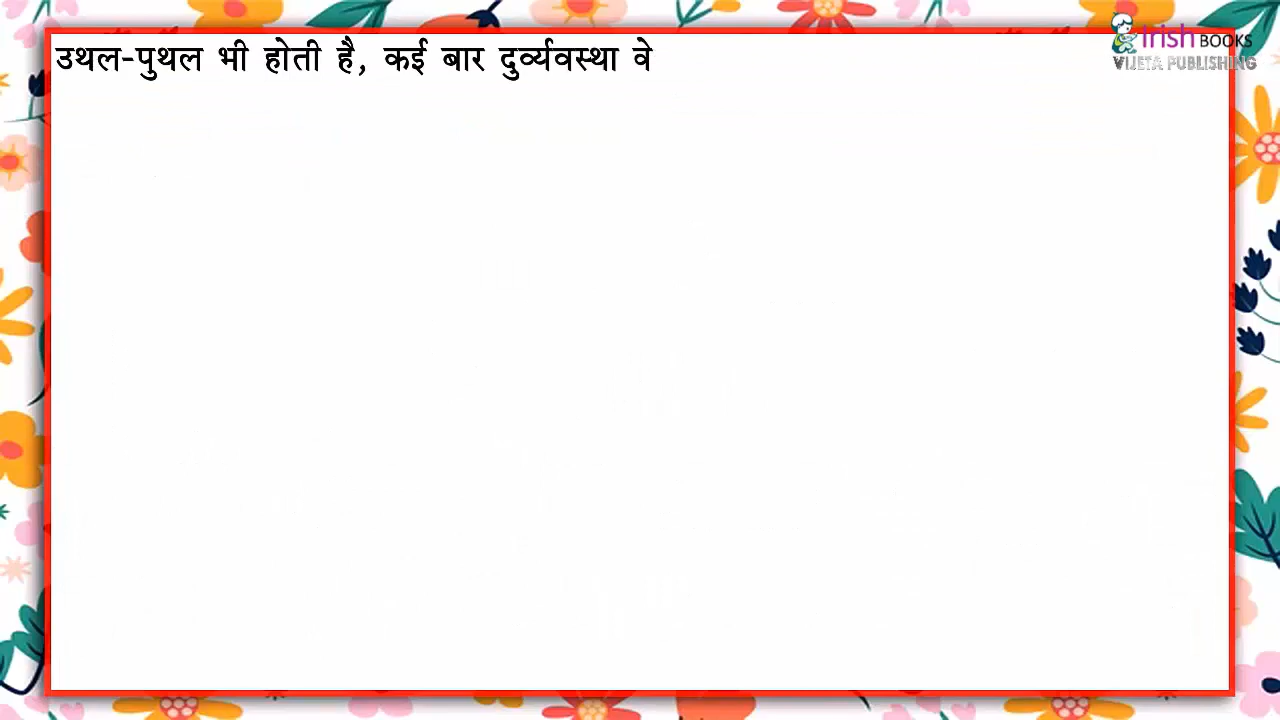 उथल-पुथल भी होती है, कई बार दुर्व्यवस्था वे
irish BOOKS
VIJETA PUBLISHING